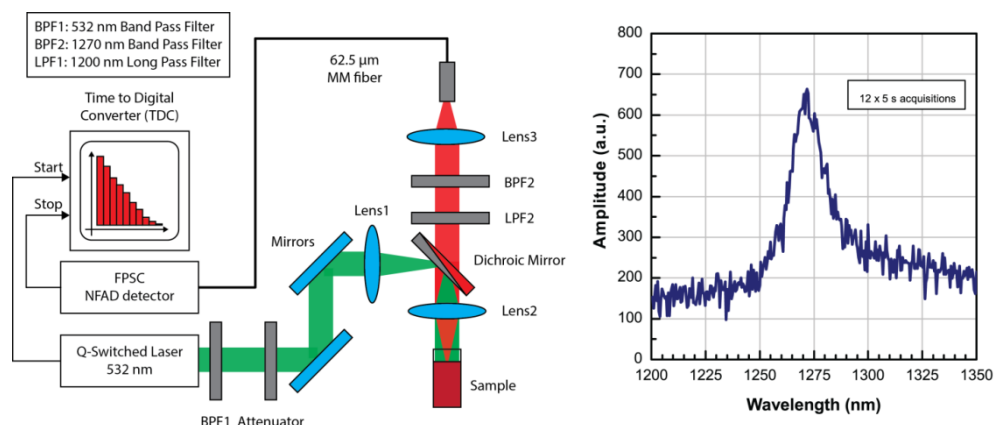 BPF1: 532 nm Band Pass Filter
BPF2: 1270 nm Band Pass Filter
LPF1: 1200 nm Long Pass Filter
Time to Digital
Converter (TDC)
Start
Stop
FPSC
NFAD detector
Q-Switched Laser
532 nm
BPF1
Attenuator
Mirrors
Lens1
62.5 µm
MM fiber
Lens3
BPF2
LPF2
Dichroic Mirror
Lens2
Sample
12 x 5 s acquisitions
Amplitude (a.u.)
800
700
600
500
400
300
200
100
0
1200
1225
1250
1275
1300
1325
1350
Wavelength (nm)